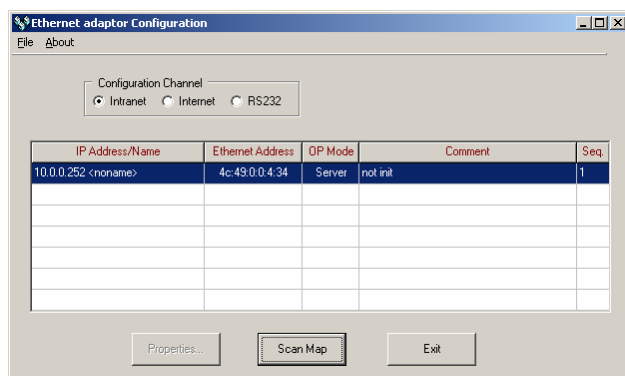 Ethernet adaptor Configuration
File About
Configuration Channel
Intranet Internet RS232
IP Address/Name Ethernet Address OP Mode Comment Seq.
10.0.0.252 <noname> 4c:49:0:0:4:34 Server not init 1
Properties... Scan Map Exit